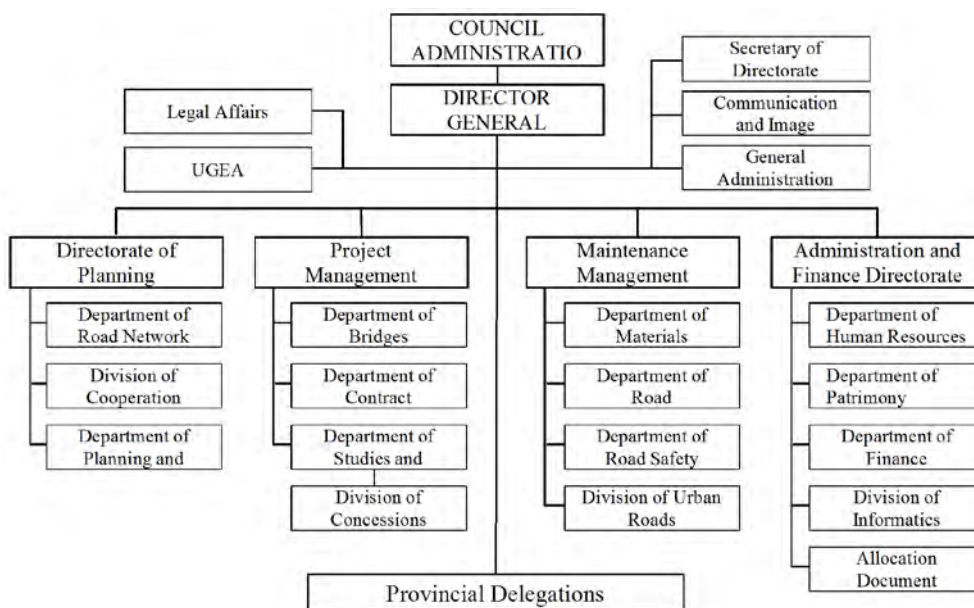 COUNCIL
ADMINISTRATIO
DIRECTOR
GENERAL
Legal Affairs
UGEA
Secretary of
Directorate
Communication
and Image
General
Administration
Directorate of
Planning
Department of
Road Network
Division of
Cooperation
Department of
Planning and
Project
Management
Department of
Bridges
Department of
Contract
Department of
Studies and
Division of
Concessions
Maintenance
Management
Department of
Materials
Department of
Road
Department of
Road Safety
Division of Urban
Roads
Administration and
Finance Directorate
Department of
Human Resources
Department of
Patrimony
Department of
Finance
Division of
Informatics
Allocation
Document
Provincial Delegations